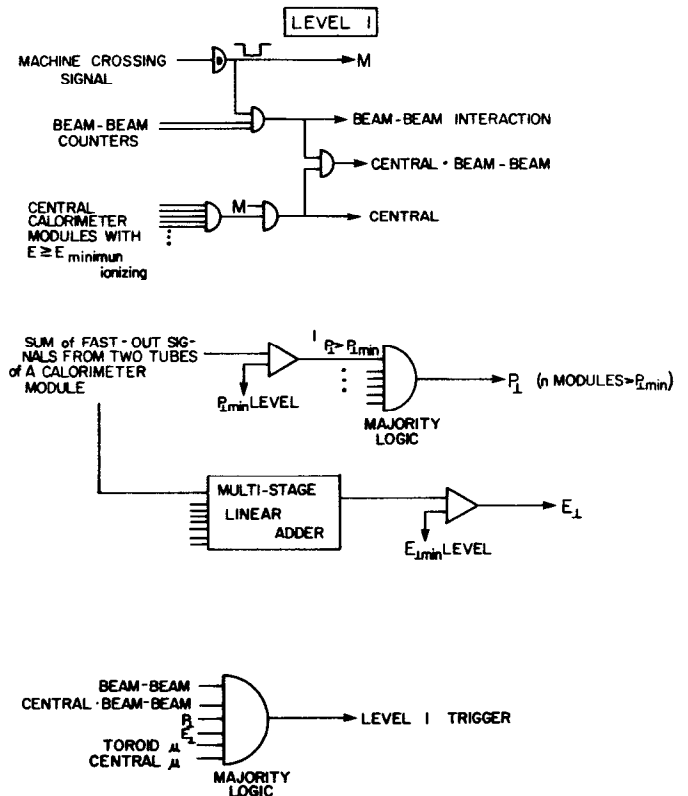 LEVEL I
MACHINE CROSSING
SIGNAL
M
BEAM-BEAM
COUNTERS
BEAM-BEAM INTERACTION
CENTRAL · BEAM-BEAM
CENTRAL
CALORIMETER
MODULES WITH
E ≥ E minimun
ionizing
M
CENTRAL
SUM of FAST-OUT SIG-
NALS FROM TWO TUBES
of A CALORIMETER
MODULE
P⊥min LEVEL
I P⊥> P⊥min
MAJORITY
LOGIC
P⊥ (n MODULES>P⊥min)
MULTI-STAGE
LINEAR
ADDER
E⊥min LEVEL
E⊥
BEAM-BEAM
CENTRAL·BEAM-BEAM
P⊥
E⊥
TOROID μ
CENTRAL μ
MAJORITY
LOGIC
LEVEL I TRIGGER